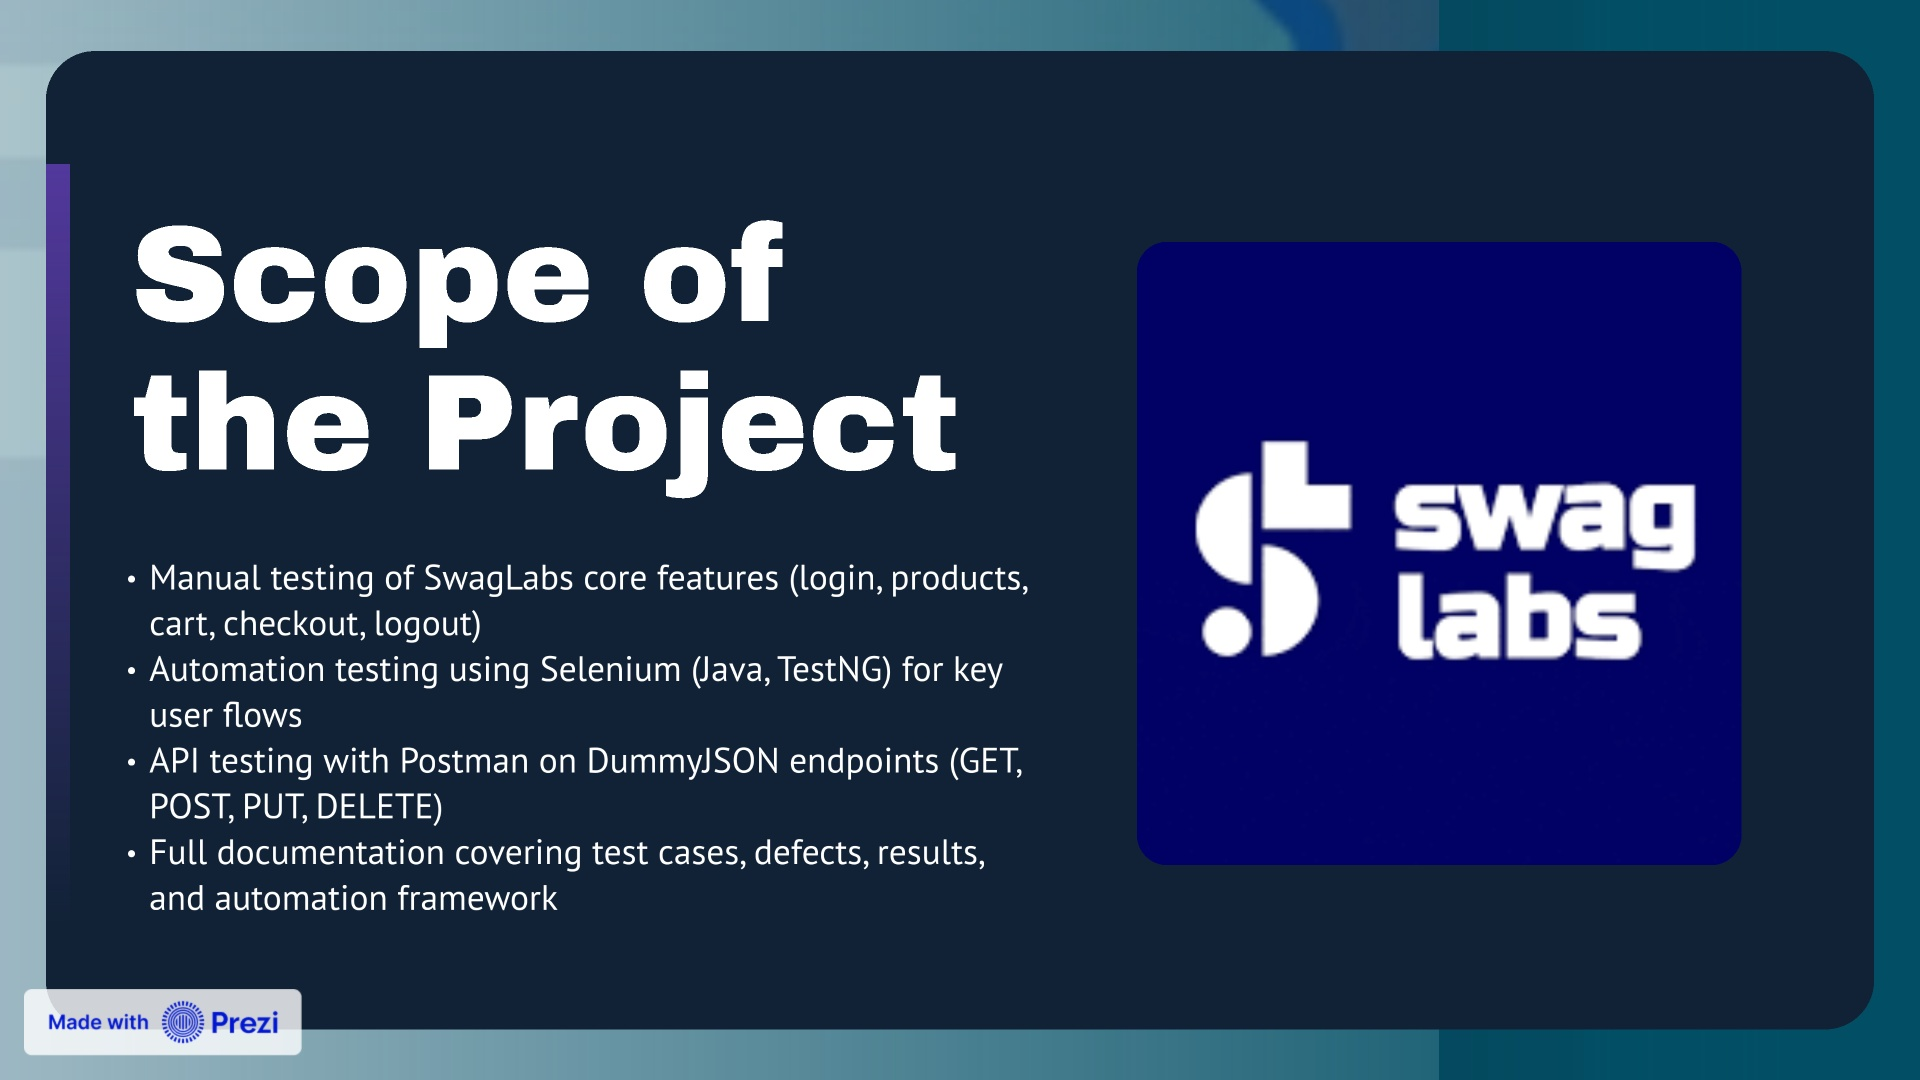 Scope of
the Project
• Manual testing of SwagLabs core features (login, products,
cart, checkout, logout)
• Automation testing using Selenium (Java, TestNG) for key
user flows
• API testing with Postman on DummyJSON endpoints (GET,
POST, PUT, DELETE)
• Full documentation covering test cases, defects, results,
and automation framework
swag
labs
Made with Prezi